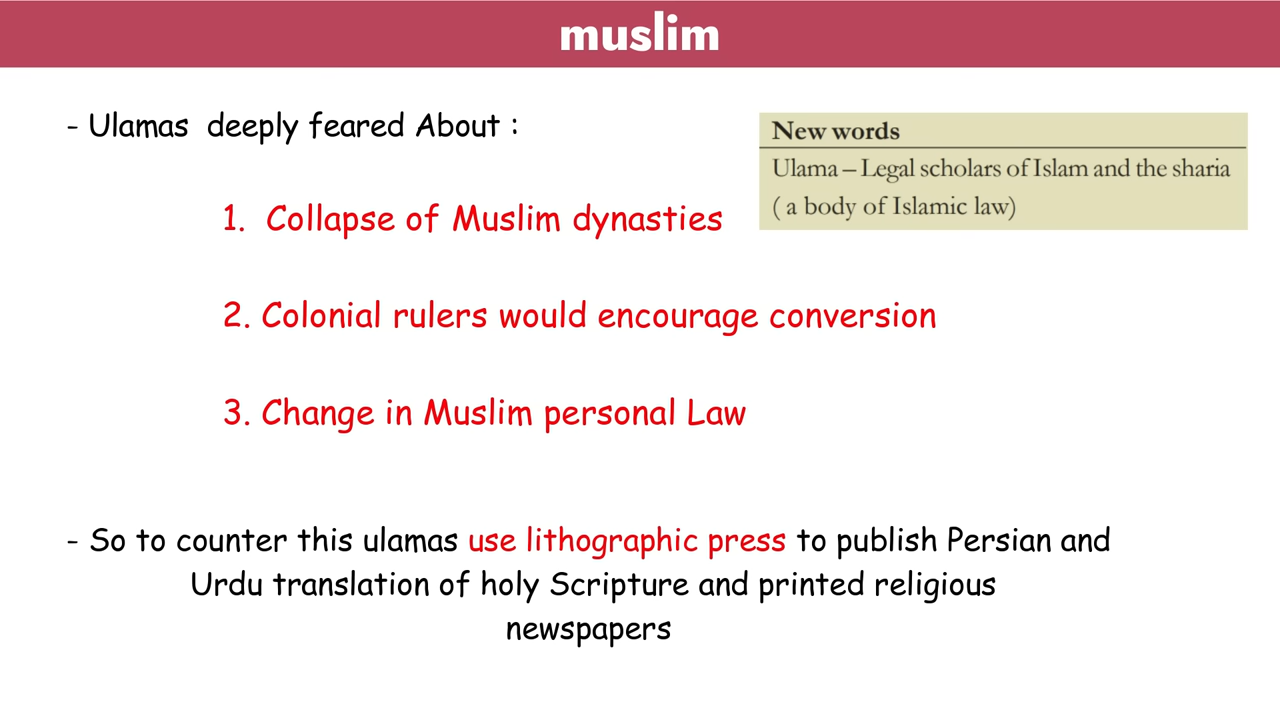 muslim
- Ulamas deeply feared About :
New words
Ulama – Legal scholars of Islam and the sharia
( a body of Islamic law)
1. Collapse of Muslim dynasties
2. Colonial rulers would encourage conversion
3. Change in Muslim personal Law
- So to counter this ulamas use lithographic press to publish Persian and
Urdu translation of holy Scripture and printed religious
newspapers